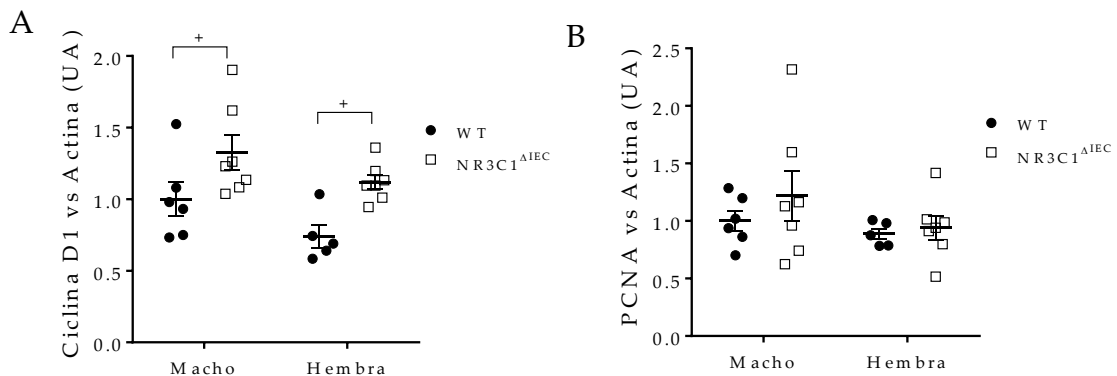 A
Ciclina D1 vs Actina (UA)
2.0
1.5
1.0
0.5
0.0
+
+
Macho
Hembra
WT
NR3C1ΔIEC
B
PCNA vs Actina (UA)
2.5
2.0
1.5
1.0
0.5
0.0
Macho
Hembra
WT
NR3C1ΔIEC